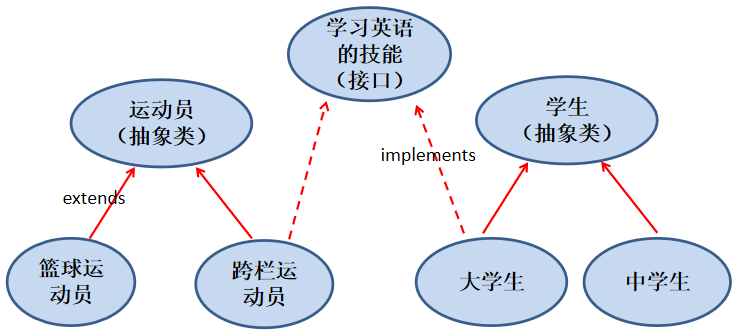 学习英语
的技能
（接口）
运动员
（抽象类）
学生
（抽象类）
implements
extends
篮球运
动员
跨栏运
动员
大学生
中学生